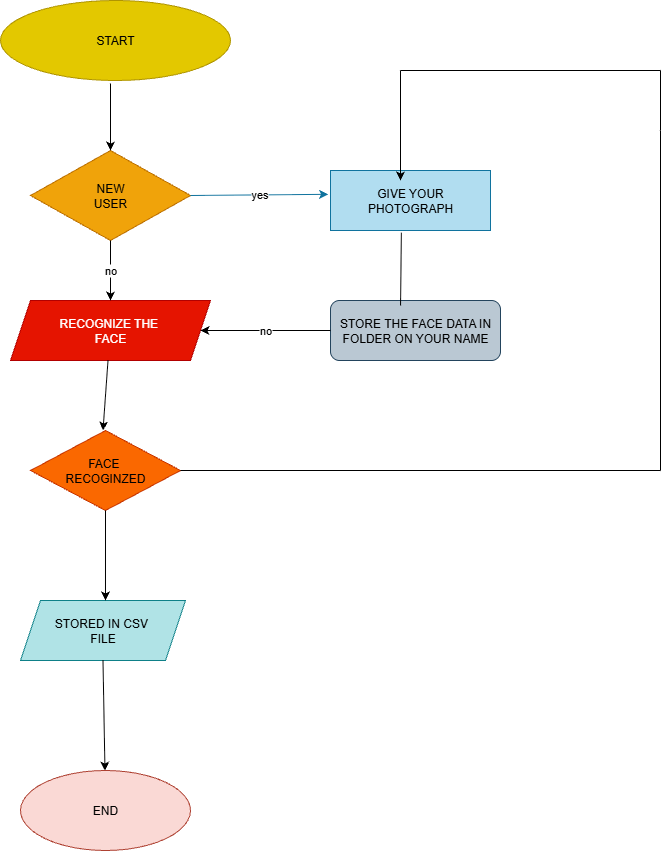 START
NEW
USER
yes
GIVE YOUR
PHOTOGRAPH
no
RECOGNIZE THE
FACE
no
STORE THE FACE DATA IN
FOLDER ON YOUR NAME
FACE
RECOGINZED
STORED IN CSV
FILE
END